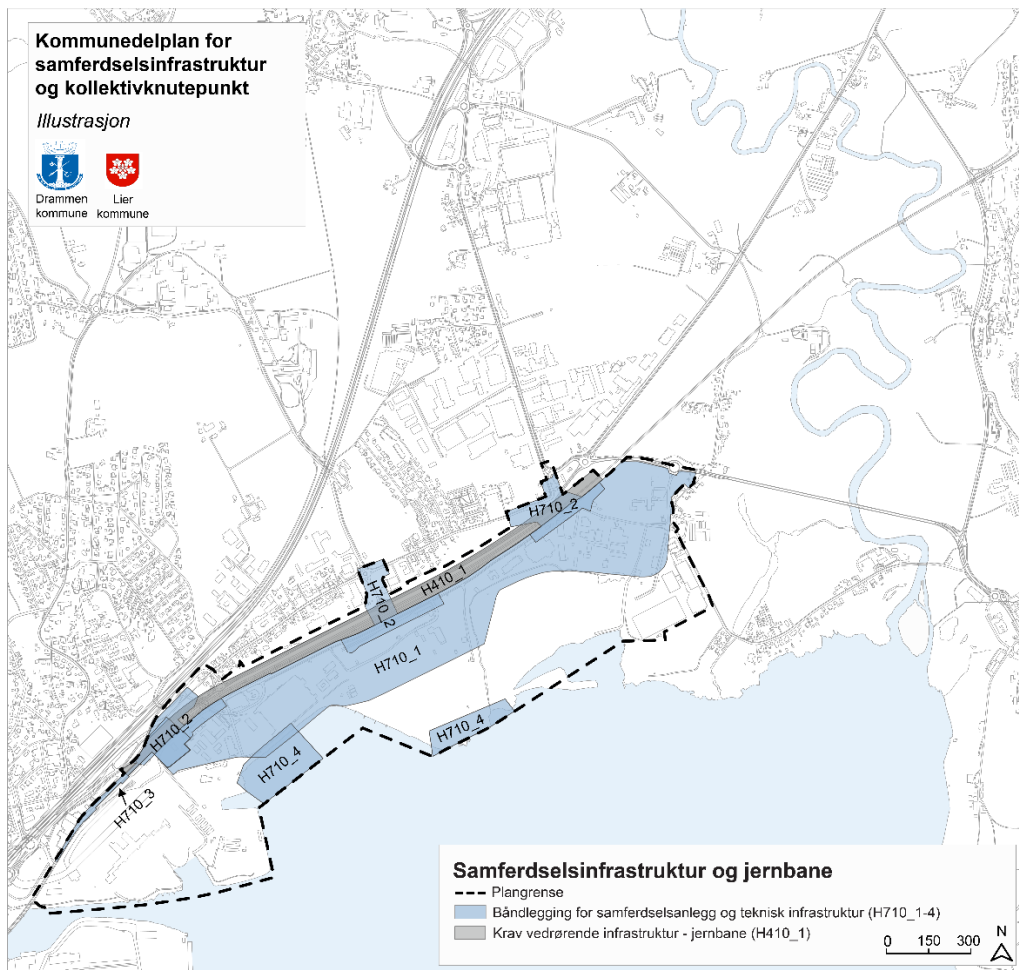 Kommunedelplan for
samferdselsinfrastruktur
og kollektivknutepunkt
Illustrasjon
Drammen
kommune
Lier
kommune
H710_2
H410_1
H710_2
H710_1
H710_2
H710_4
H710_4
H710_3
Samferdselsinfrastruktur og jernbane
Plangrense
Båndlegging for samferdselsanlegg og teknisk infrastruktur (H710_1-4)
Krav vedrørende infrastruktur - jernbane (H410_1)
0 150 300
N